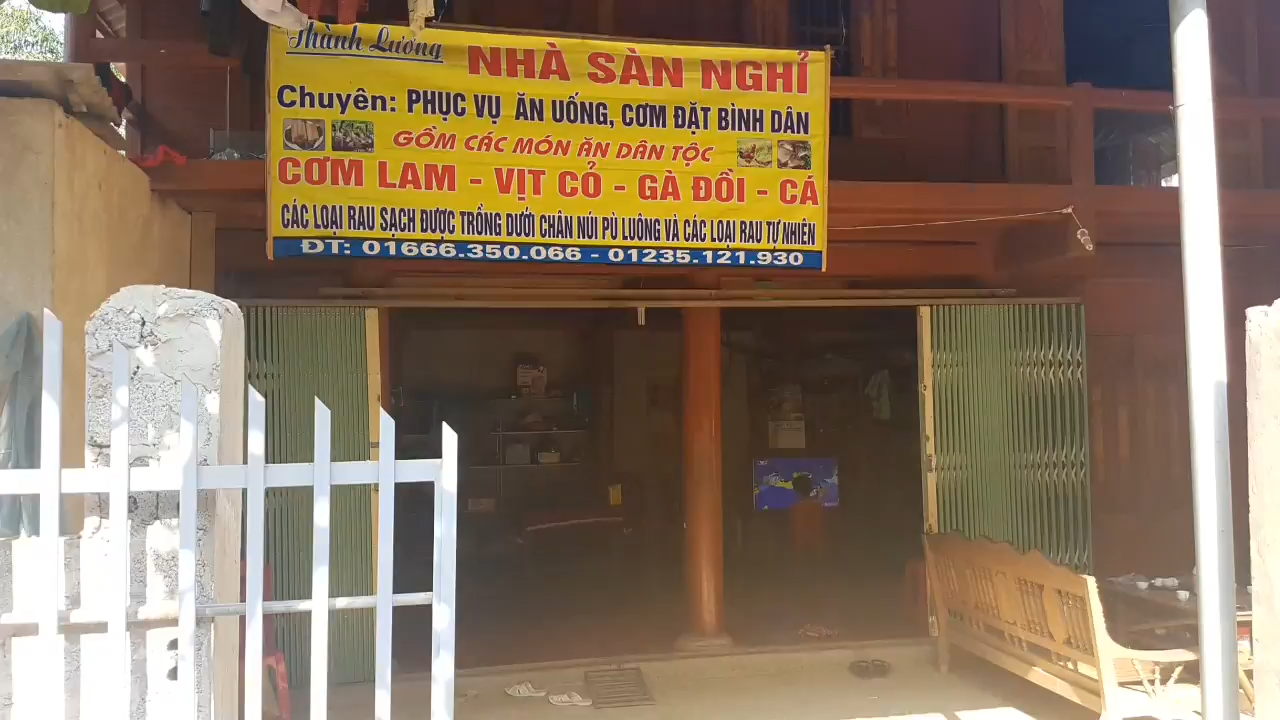 Thành Lương
NHÀ SÀN NGHỈ
Chuyên: PHỤC VỤ ĂN UỐNG, CƠM ĐẶT BÌNH DÂN
GỒM CÁC MÓN ĂN DÂN TỘC
CƠM LAM - VỊT CỎ - GÀ ĐỒI - CÁ
CÁC LOẠI RAU SẠCH ĐƯỢC TRỒNG DƯỚI CHÂN NÚI PÙ LUÔNG VÀ CÁC LOẠI RAU TỰ NHIÊN
ĐT: 01666.350.066 - 01235.121.930